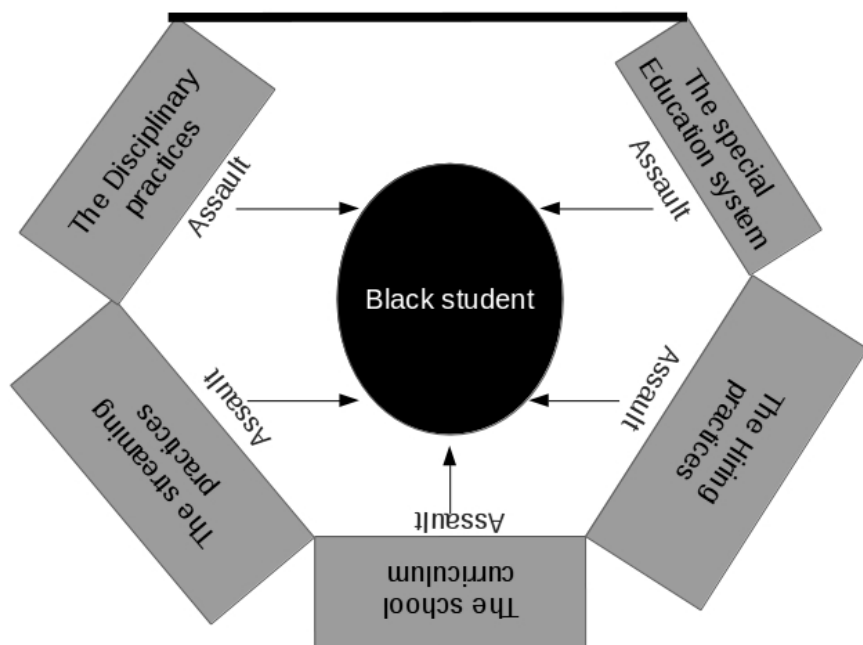 The Disciplinary
practices
Assault
The special
Education system
Assault
Black student
The streaming
practices
Assault
The Hiring
practices
Assault
The school
curriculum
Assault